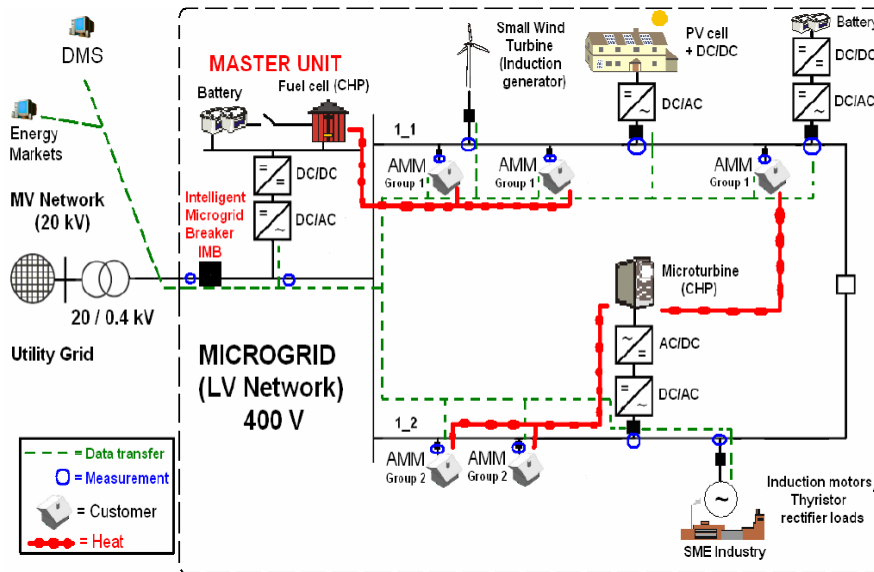 DMS
Energy
Markets
MV Network
(20 kV)
20 / 0.4 kV
Utility Grid
MASTER UNIT
Battery
Fuel cell (CHP)
DC/DC
DC/AC
Intelligent
Microgrid
Breaker
IMB
MICROGRID
(LV Network)
400 V
Small Wind
Turbine
(Induction
generator)
PV cell
+ DC/DC
DC/AC
Battery
DC/DC
DC/AC
1_1
AMM
Group 1
AMM
Group 1
AMM
Group 1
Microturbine
(CHP)
AC/DC
DC/AC
1_2
AMM
Group 2
AMM
Group 2
Induction motors,
Thyristor
rectifier loads
SME Industry
= Data transfer
= Measurement
= Customer
= Heat